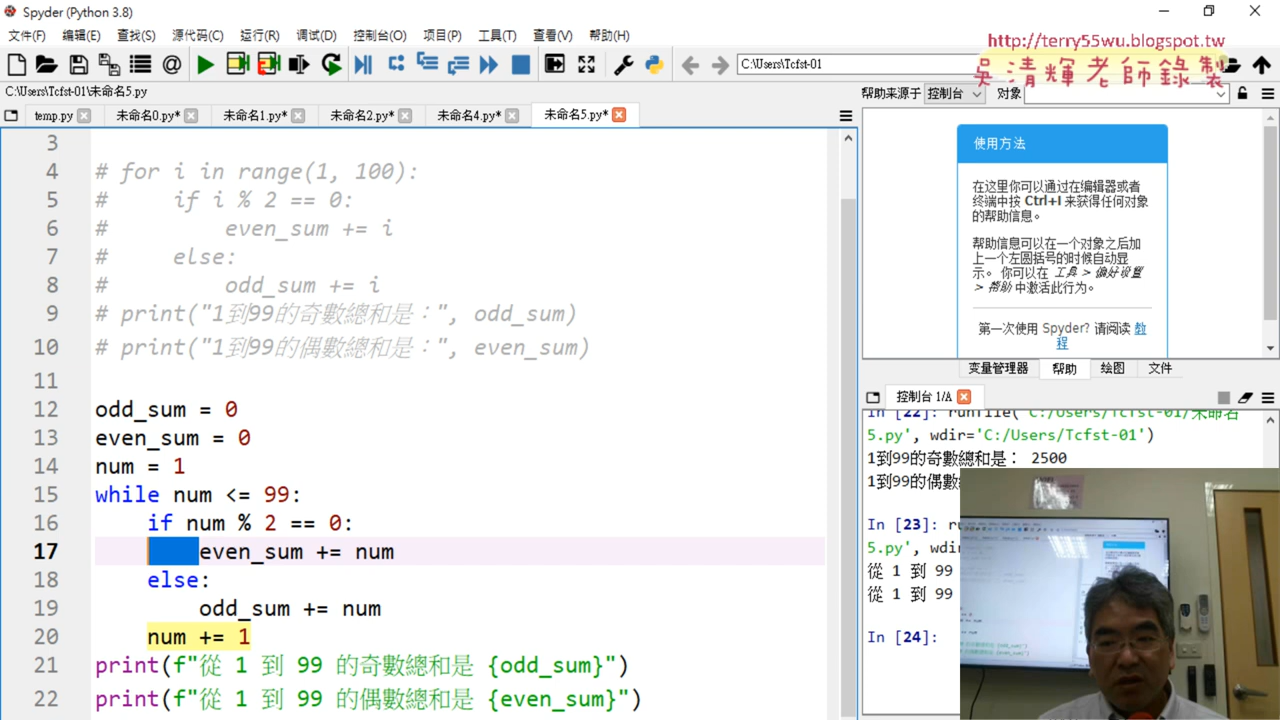 Spyder (Python 3.8)
文件(F) 编辑(E) 查找(S) 源代码(C) 运行(R) 调试(D) 控制台(O) 项目(P) 工具(T) 查看(V) 帮助(H)
http://terry55wu.blogspot.tw
吳清輝老師錄製
C:\Users\Tcfst-01
C:\Users\Tcfst-01\未命名5.py
帮助来源于 控制台 对象
temp.py 未命名0.py* 未命名1.py* 未命名2.py* 未命名4.py* 未命名5.py*
3
4 # for i in range(1, 100):
5 #     if i % 2 == 0:
6 #         even_sum += i
7 #     else:
8 #         odd_sum += i
9 # print("1到99的奇數總和是：", odd_sum)
10 # print("1到99的偶數總和是：", even_sum)
11
12 odd_sum = 0
13 even_sum = 0
14 num = 1
15 while num <= 99:
16     if num % 2 == 0:
17         even_sum += num
18     else:
19         odd_sum += num
20     num += 1
21 print(f"從 1 到 99 的奇數總和是 {odd_sum}")
22 print(f"從 1 到 99 的偶數總和是 {even_sum}")
使用方法
在这里你可以通过在编辑器或者
终端中按 Ctrl+I 来获得任何对象
的帮助信息。
帮助信息可以在一个对象之后加
上一个左圆括号的时候自动显
示。 你可以在 工具 > 偏好设置
> 帮助 中激活此行为。
第一次使用 Spyder? 请阅读 教
程
变量管理器 帮助 绘图 文件
控制台 1/A
In [22]: runfile('C:/Users/Tcfst-01/未命名
5.py', wdir='C:/Users/Tcfst-01')
1到99的奇數總和是： 2500
1到99的偶數
In [23]: ru
5.py', wdi
從 1 到 99
從 1 到 99
In [24]: